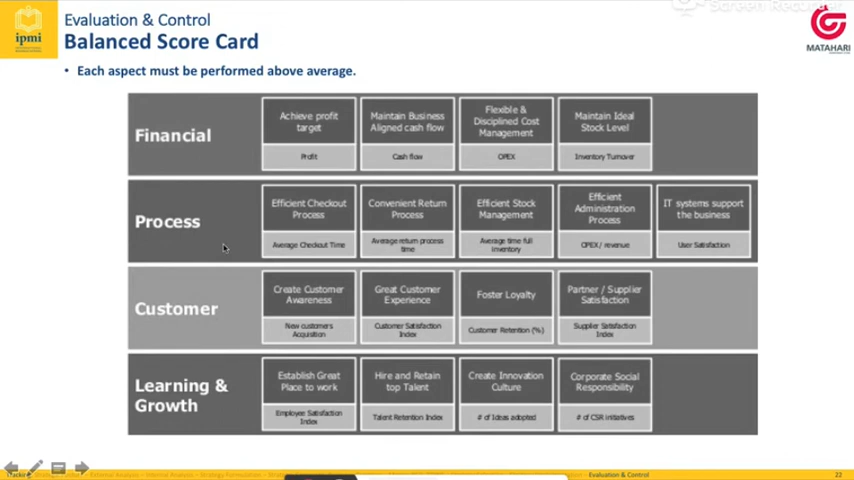 Screen Recorder
Evaluation & Control
Balanced Score Card
ipmi
MATAHARI
• Each aspect must be performed above average.
Financial
Achieve profit
target
Profit
Maintain Business
Aligned cash flow
Cash flow
Flexible &
Disciplined Cost
Management
OPEX
Maintain Ideal
Stock Level
Inventory Turnover
Process
Efficient Checkout
Process
Average Checkout Time
Convenient Return
Process
Average return process
time
Efficient Stock
Management
Average time full
inventory
Efficient
Administration
Process
OPEX / revenue
IT systems support
the business
User Satisfaction
Customer
Create Customer
Awareness
New customers
Acquisition
Great Customer
Experience
Customer Satisfaction
Index
Foster Loyalty
Customer Retention (%)
Partner / Supplier
Satisfaction
Supplier Satisfaction
Index
Learning &
Growth
Establish Great
Place to work
Employee Satisfaction
Index
Hire and Retain
top Talent
Talent Retention Index
Create Innovation
Culture
# of Ideas adopted
Corporate Social
Responsibility
# of CSR initiatives
Evaluation & Control
22